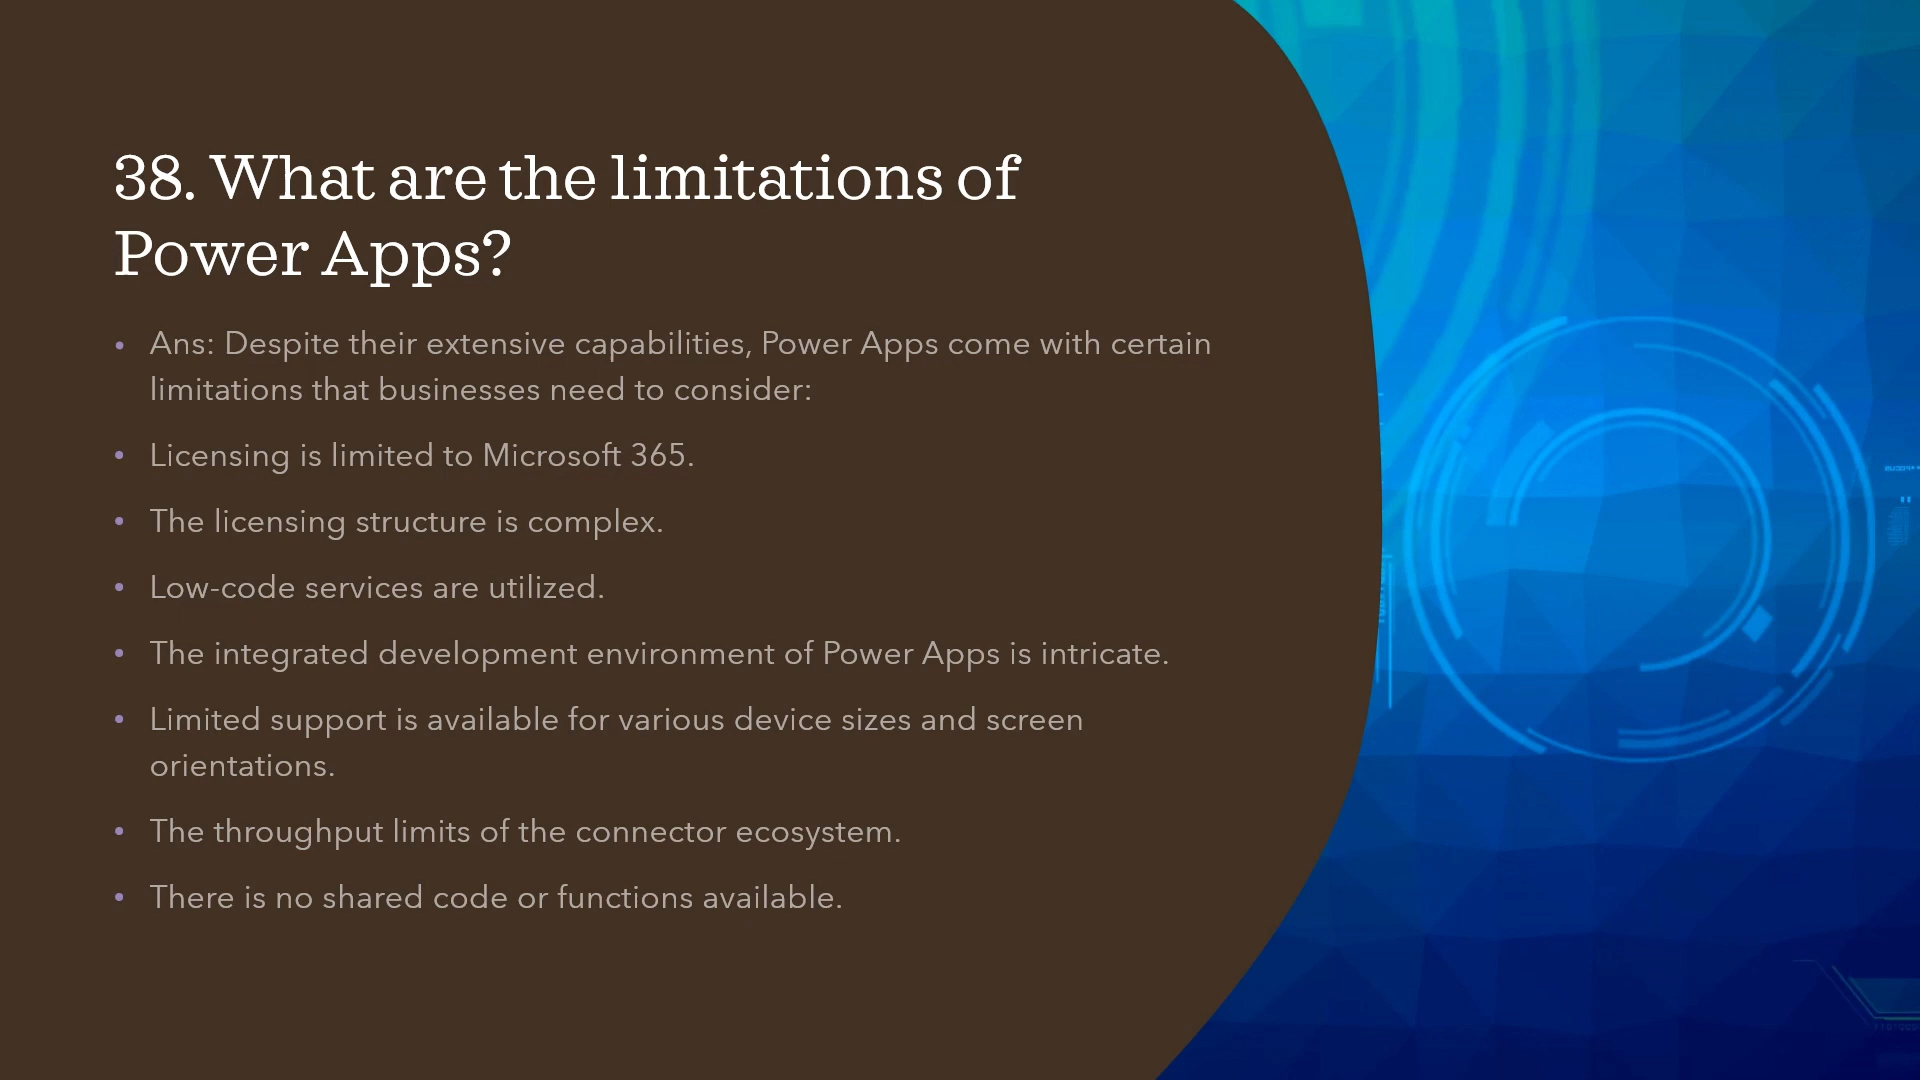 38. What are the limitations of
Power Apps?
• Ans: Despite their extensive capabilities, Power Apps come with certain
limitations that businesses need to consider:
• Licensing is limited to Microsoft 365.
• The licensing structure is complex.
• Low-code services are utilized.
• The integrated development environment of Power Apps is intricate.
• Limited support is available for various device sizes and screen
orientations.
• The throughput limits of the connector ecosystem.
• There is no shared code or functions available.